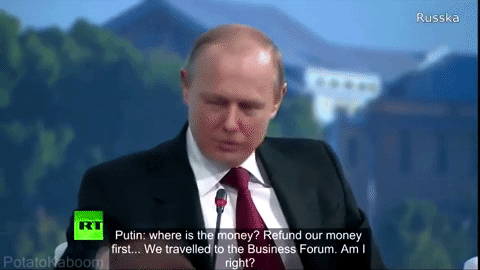 Russka
RT
Putin: where is the money? Refund our money
first... We travelled to the Business Forum. Am I
right?
PotatoKaboom